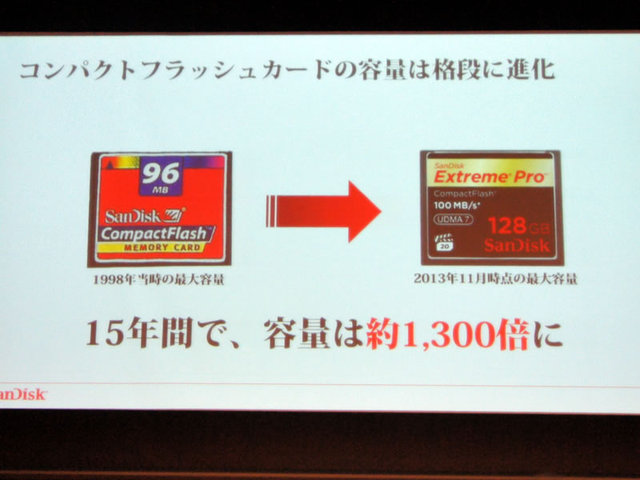 コンパクトフラッシュカードの容量は格段に進化
96
MB
SanDisk
CompactFlash
MEMORY CARD
1998年当時の最大容量
SanDisk
Extreme Pro
CompactFlash
100 MB/s*
UDMA 7
128GB
20
SanDisk
2013年11月時点の最大容量
15年間で、容量は約1,300倍に
anDisk